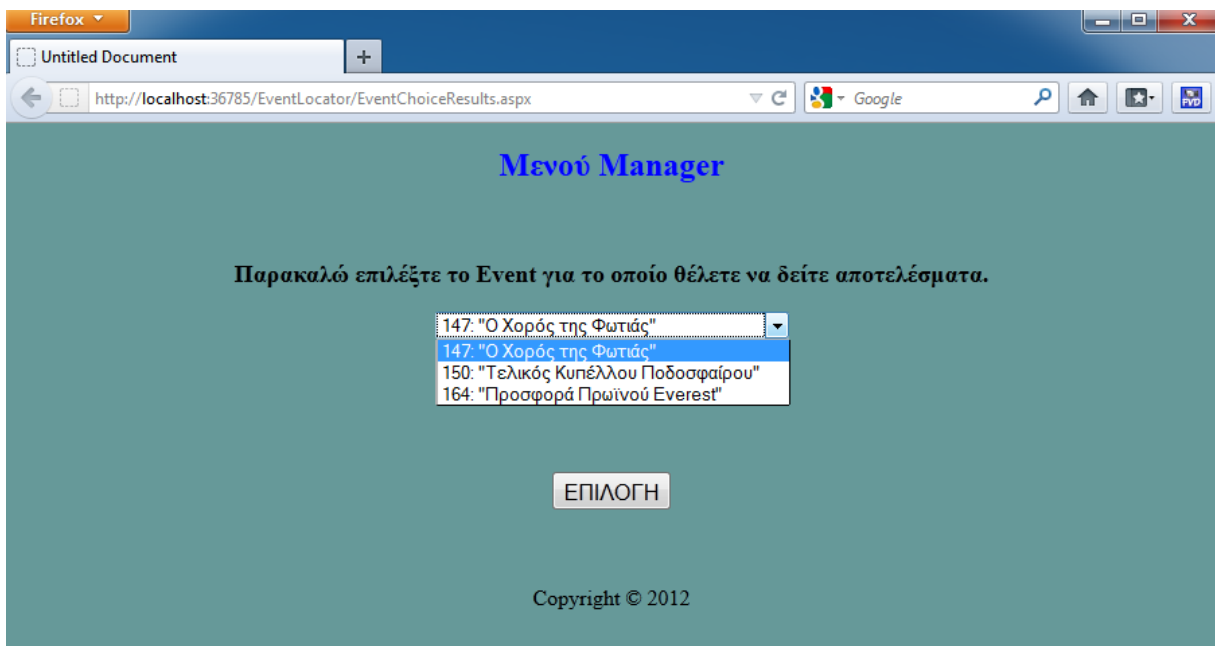 Firefox
Untitled Document
http://localhost:36785/EventLocator/EventChoiceResults.aspx Google
Μενού Manager
Παρακαλώ επιλέξτε το Event για το οποίο θέλετε να δείτε αποτελέσματα.
147: "Ο Χορός της Φωτιάς"
147: "Ο Χορός της Φωτιάς"
150: "Τελικός Κυπέλλου Ποδοσφαίρου"
164: "Προσφορά Πρωϊνού Everest"
ΕΠΙΛΟΓΗ
Copyright © 2012